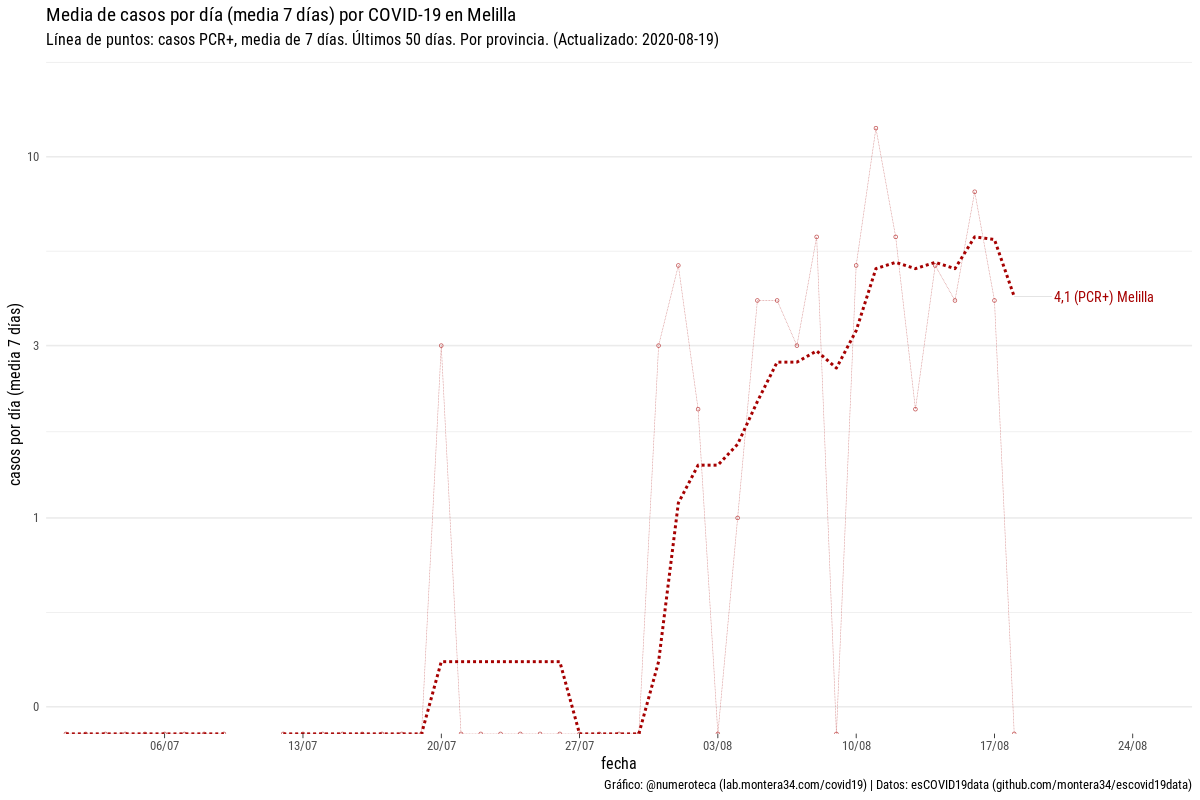 Media de casos por día (media 7 días) por COVID-19 en Melilla
Línea de puntos: casos PCR+, media de 7 días. Últimos 50 días. Por provincia. (Actualizado: 2020-08-19)
casos por día (media 7 días)
10
3
1
0
4,1 (PCR+) Melilla
06/07
13/07
20/07
27/07
03/08
10/08
17/08
24/08
fecha
Gráfico: @numeroteca (lab.montera34.com/covid19) | Datos: esCOVID19data (github.com/montera34/escovid19data)